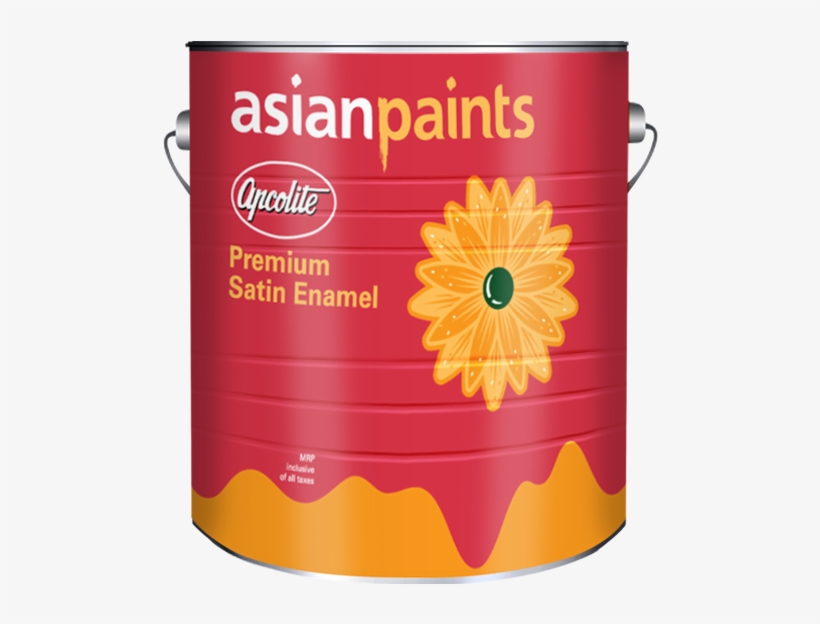 asianpaints
Apcolite
Premium
Satin Enamel
MRP
inclusive
of all taxes